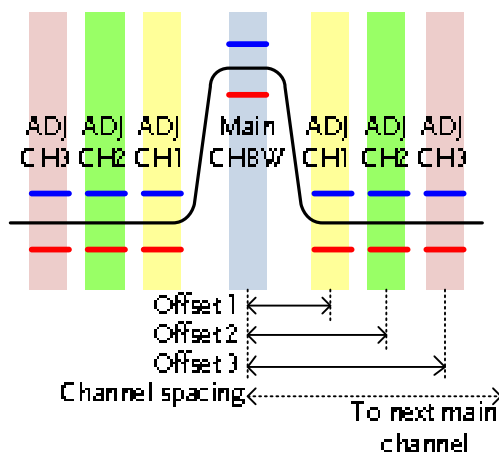 ADJ ADJ ADJ Main ADJ ADJ ADJ
CH3 CH2 CH1 CHBW CH1 CH2 CH3
Offset 1
Offset 2
Offset 3
Channel spacing
To next main
channel